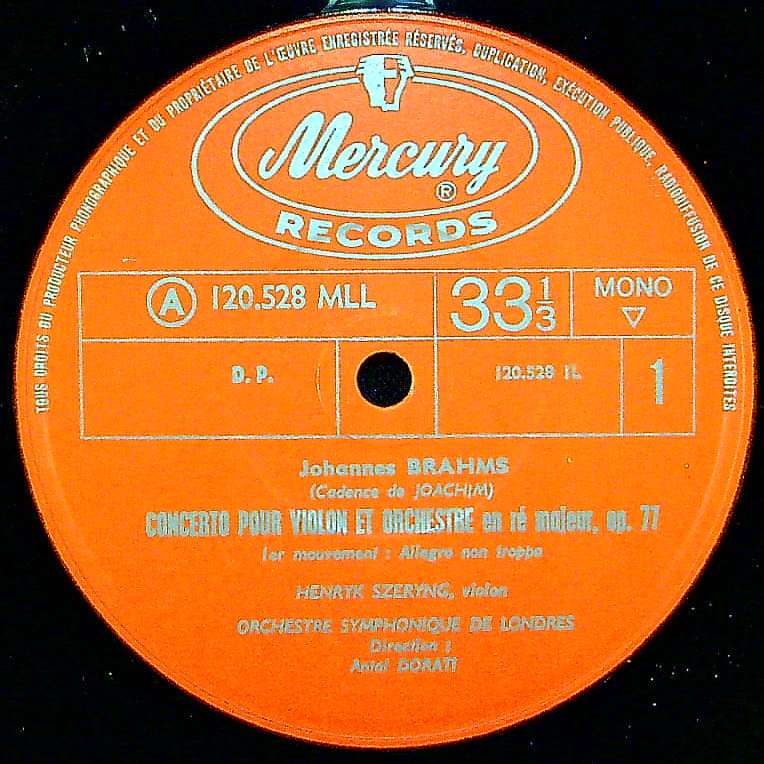 TOUS DROITS DU PRODUCTEUR PHONOGRAPHIQUE ET DU PROPRIÉTAIRE DE L'ŒUVRE ENREGISTRÉE RÉSERVÉS. DUPLICATION, EXÉCUTION PUBLIQUE, RADIODIFFUSION DE CE DISQUE INTERDITES
Mercury
®
RECORDS
A 120.528 MLL
33 1/3
MONO
▽
D. P.
120.528 1L
1
Johannes BRAHMS
(Cadence de JOACHIM)
CONCERTO POUR VIOLON ET ORCHESTRE en ré majeur, op. 77
1er mouvement : Allegro non troppo
HENRYK SZERYNG, violon
ORCHESTRE SYMPHONIQUE DE LONDRES
Direction :
Antal DORATI